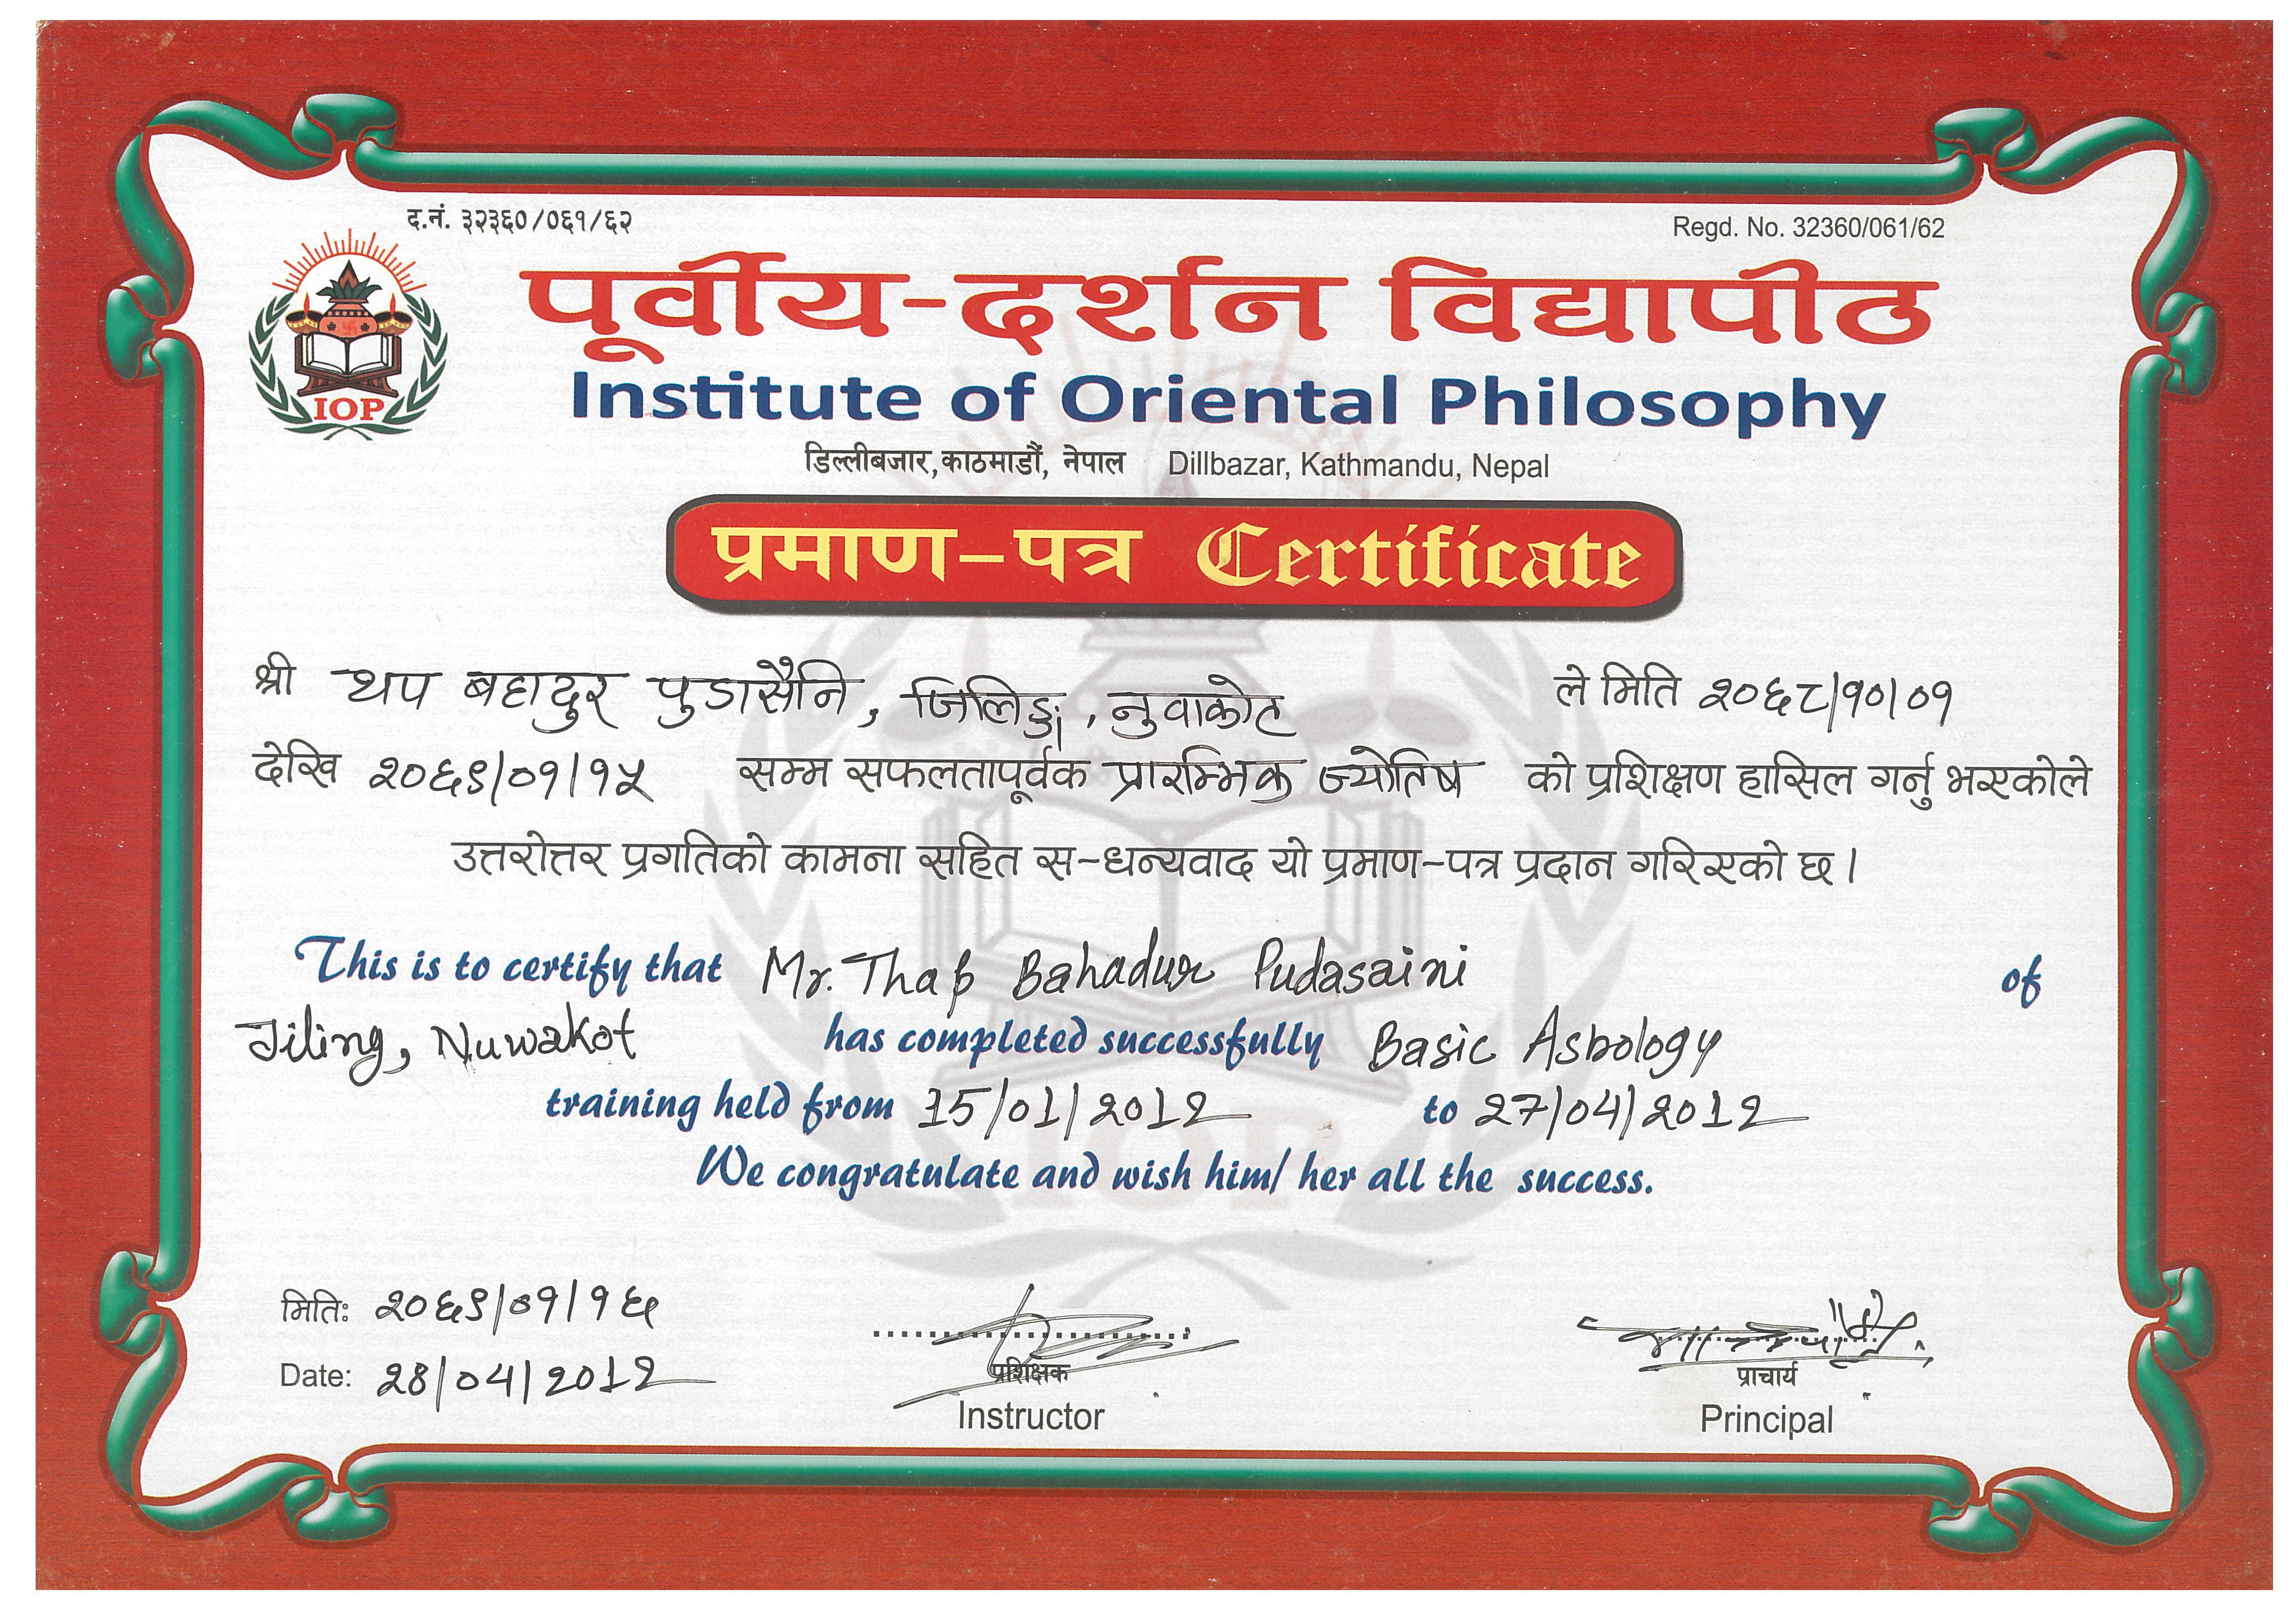 द.नं. ३२३६०/०६१/६२
Regd. No. 32360/061/62
पूर्वीय-दर्शन विद्यापीठ
Institute of Oriental Philosophy
IOP
डिल्लीबजार, काठमाडौं, नेपाल Dillbazar, Kathmandu, Nepal
प्रमाण-पत्र Certificate
श्री थप बहादुर पुडासैनि, जिलिङ्ग, नुवाकोट ले मिति २०६८/१०/०१
देखि २०६९/०१/१५ सम्म सफलतापूर्वक प्रारम्भिक ज्योतिष को प्रशिक्षण हासिल गर्नु भएकोले
उत्तरोत्तर प्रगतिको कामना सहित स-धन्यवाद यो प्रमाण-पत्र प्रदान गरिएको छ।
This is to certify that Mr. Thap Bahadur Pudasaini of
Jiling, Nuwakot has completed successfully Basic Astrology
training held from 15/01/2012 to 27/04/2012
We congratulate and wish him/ her all the success.
मिति: २०६९/०१/१६
Date: 28/04/2012
प्रशिक्षक
Instructor
प्राचार्य
Principal